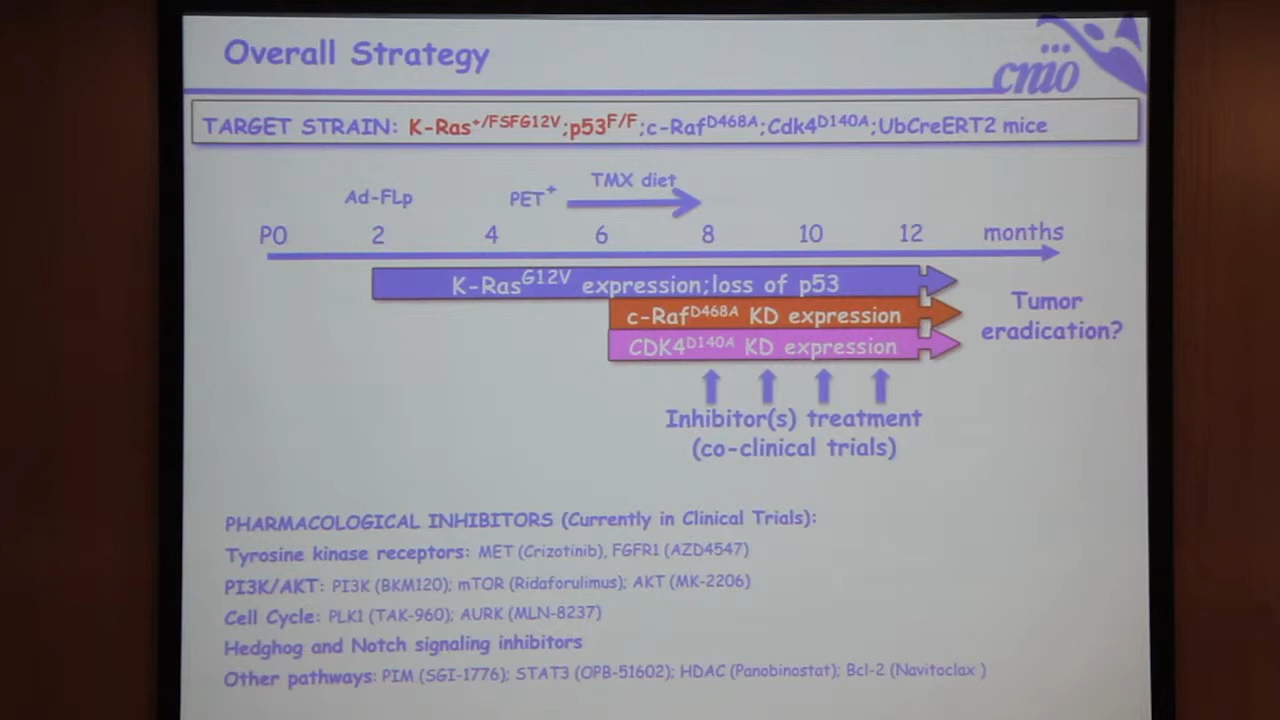 Overall Strategy
cnio
TARGET STRAIN: K-Ras+/FSFG12V;p53F/F;c-RafD468A;Cdk4D140A;UbCreERT2 mice
TMX diet
Ad-FLp PET+
P0 2 4 6 8 10 12 months
K-RasG12V expression;loss of p53
c-RafD468A KD expression
CDK4D140A KD expression
Tumor
eradication?
Inhibitor(s) treatment
(co-clinical trials)
PHARMACOLOGICAL INHIBITORS (Currently in Clinical Trials):
Tyrosine kinase receptors: MET (Crizotinib), FGFR1 (AZD4547)
PI3K/AKT: PI3K (BKM120); mTOR (Ridaforulimus); AKT (MK-2206)
Cell Cycle: PLK1 (TAK-960); AURK (MLN-8237)
Hedghog and Notch signaling inhibitors
Other pathways: PIM (SGI-1776); STAT3 (OPB-51602); HDAC (Panobinostat); Bcl-2 (Navitoclax )